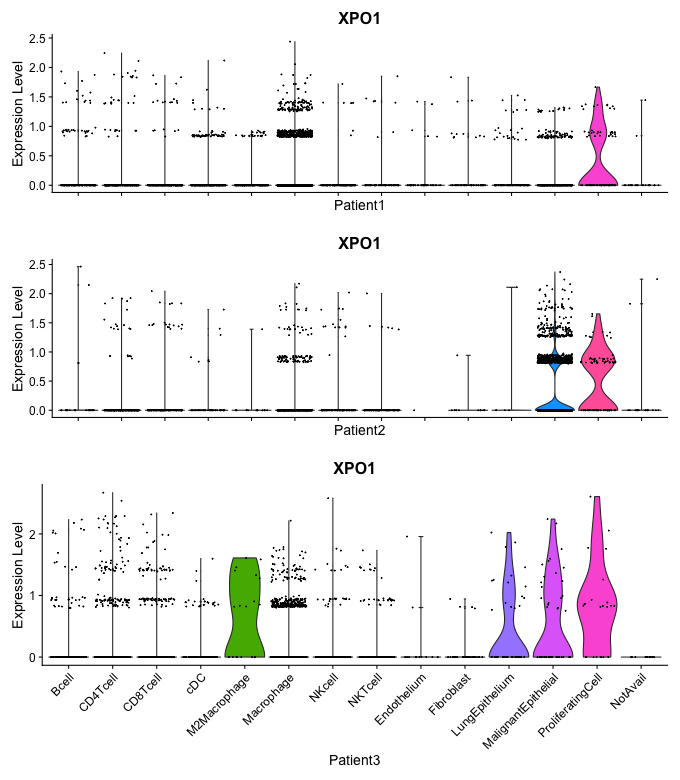 XPO1
Expression Level
2.5
2.0
1.5
1.0
0.5
0.0
Patient1
XPO1
Expression Level
2.5
2.0
1.5
1.0
0.5
0.0
Patient2
XPO1
Expression Level
2
1
0
Bcell
CD4Tcell
CD8Tcell
cDC
M2Macrophage
Macrophage
NKcell
NKTcell
Endothelium
Fibroblast
LungEpithelium
MalignantEpithelial
ProliferatingCell
NotAvail
Patient3